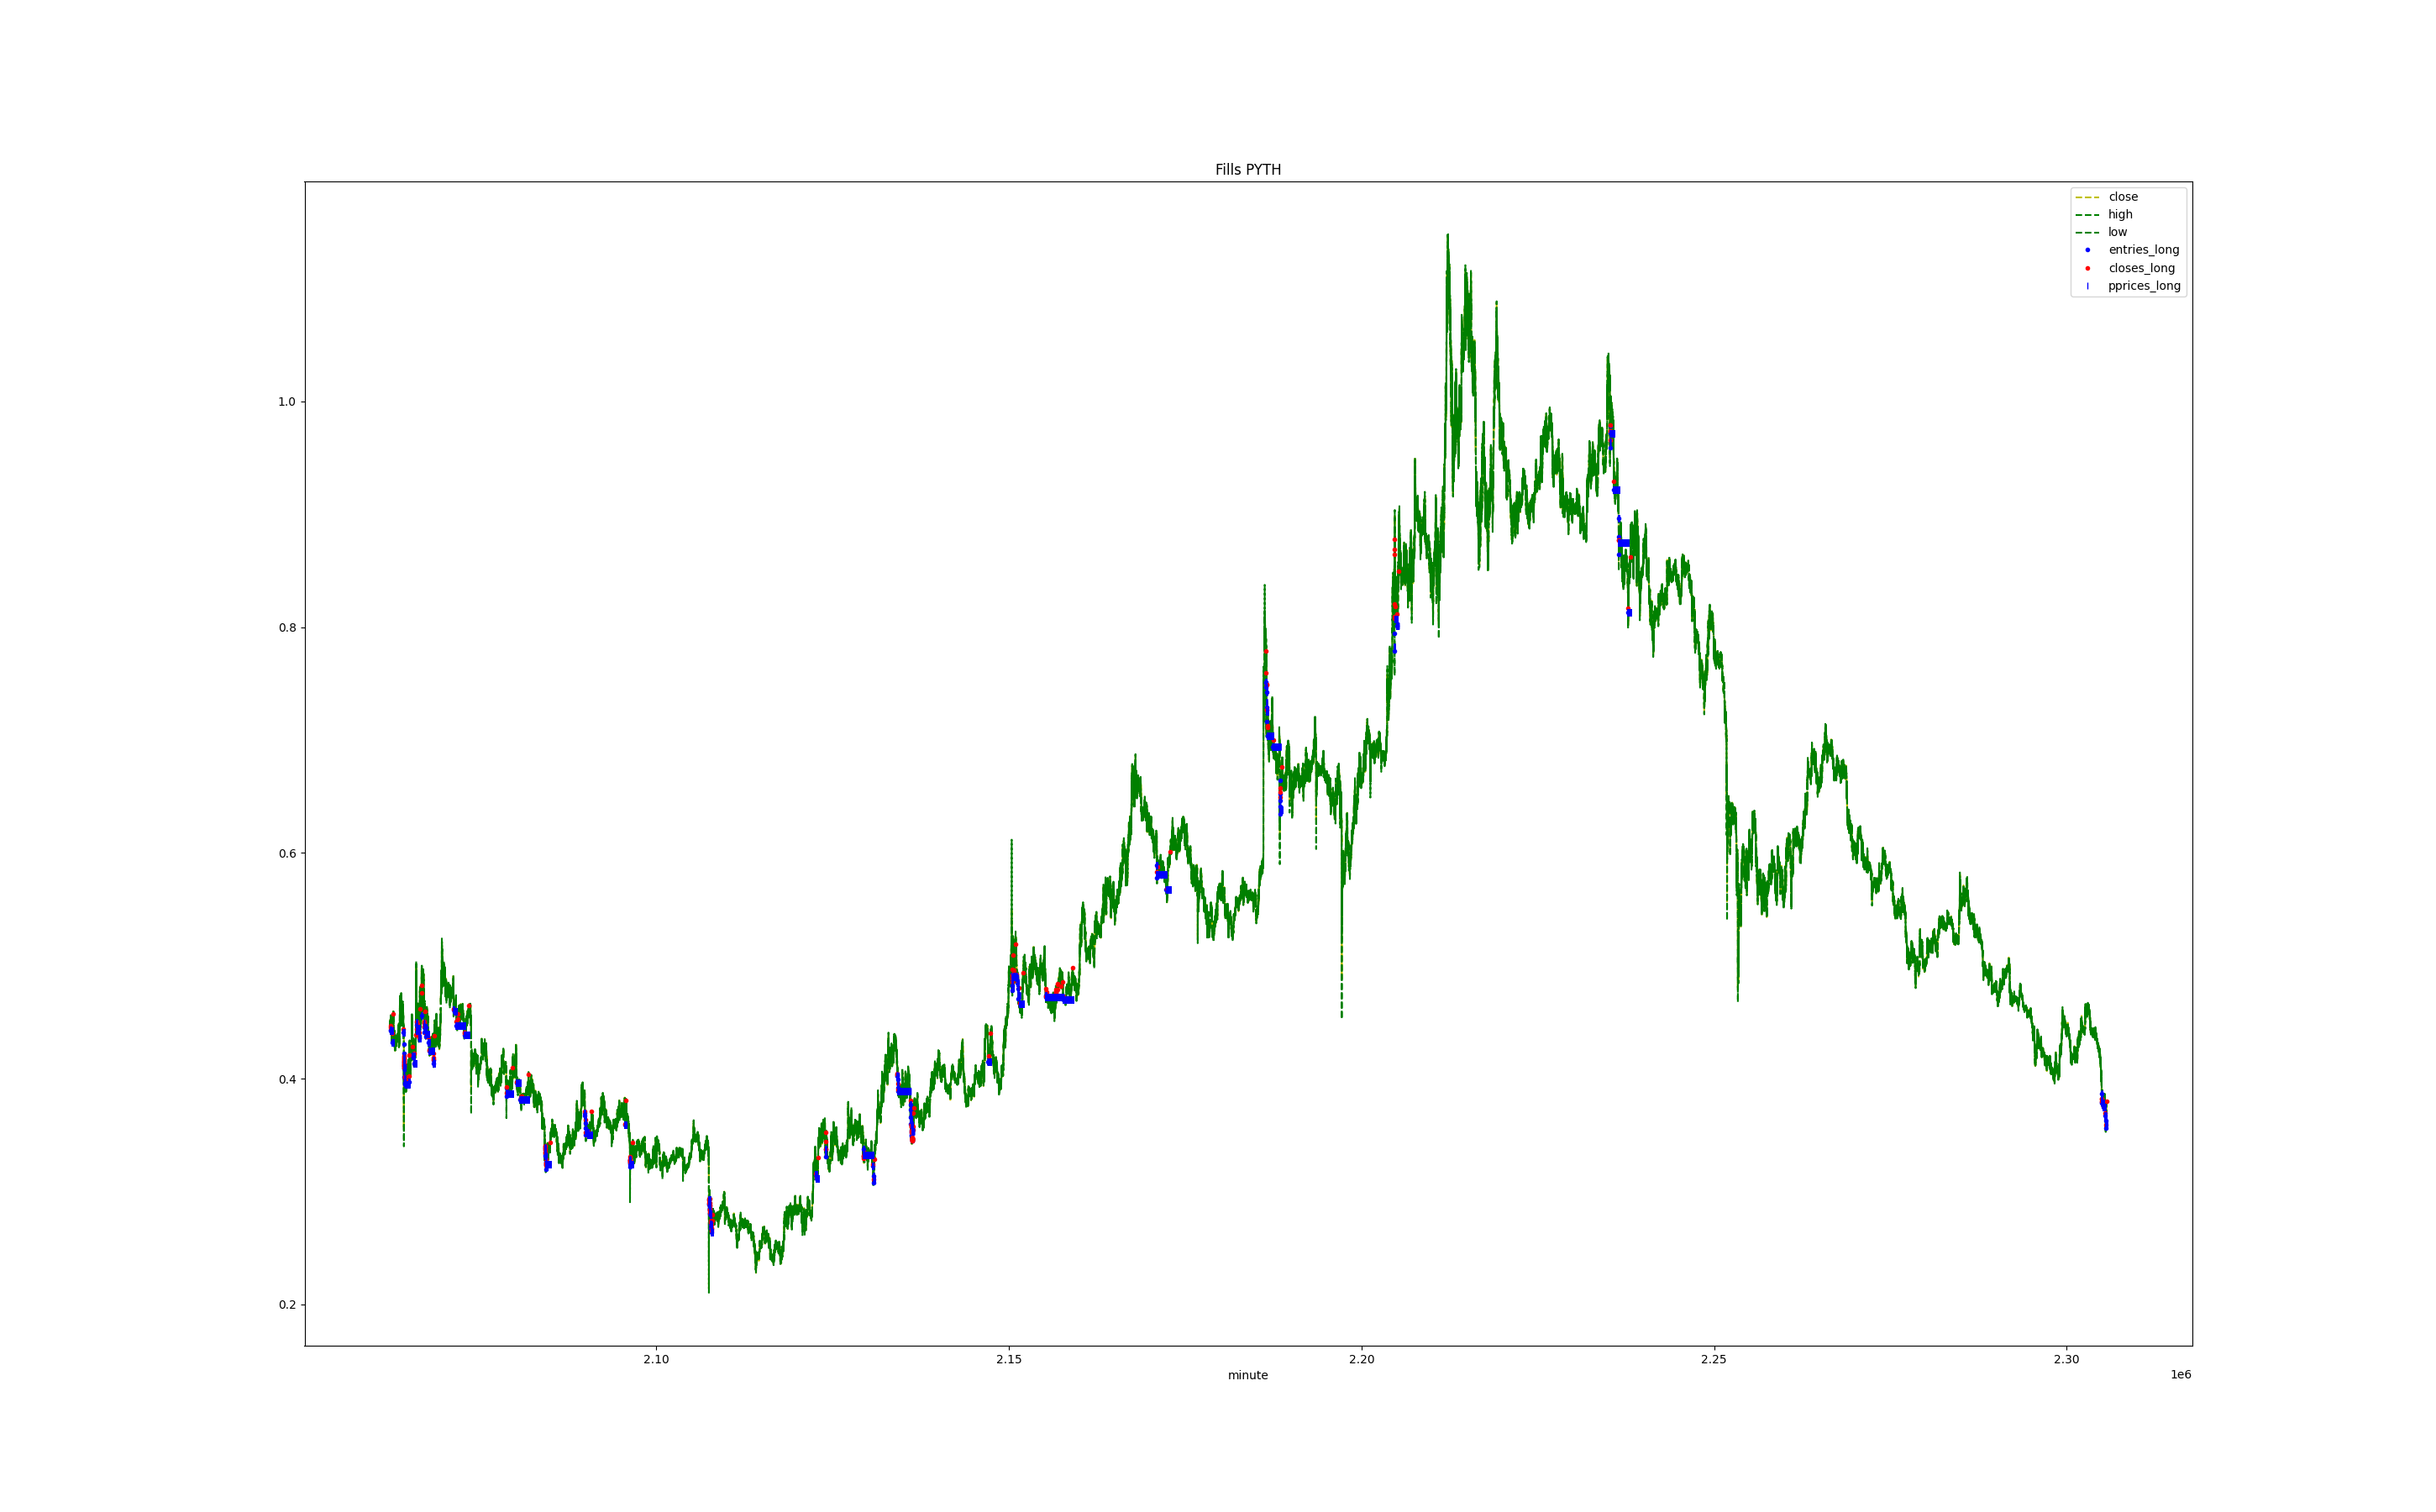 Fills PYTH
close
high
low
entries_long
closes_long
pprices_long
1.0
0.8
0.6
0.4
0.2
2.10 2.15 2.20 2.25 2.30
minute
1e6